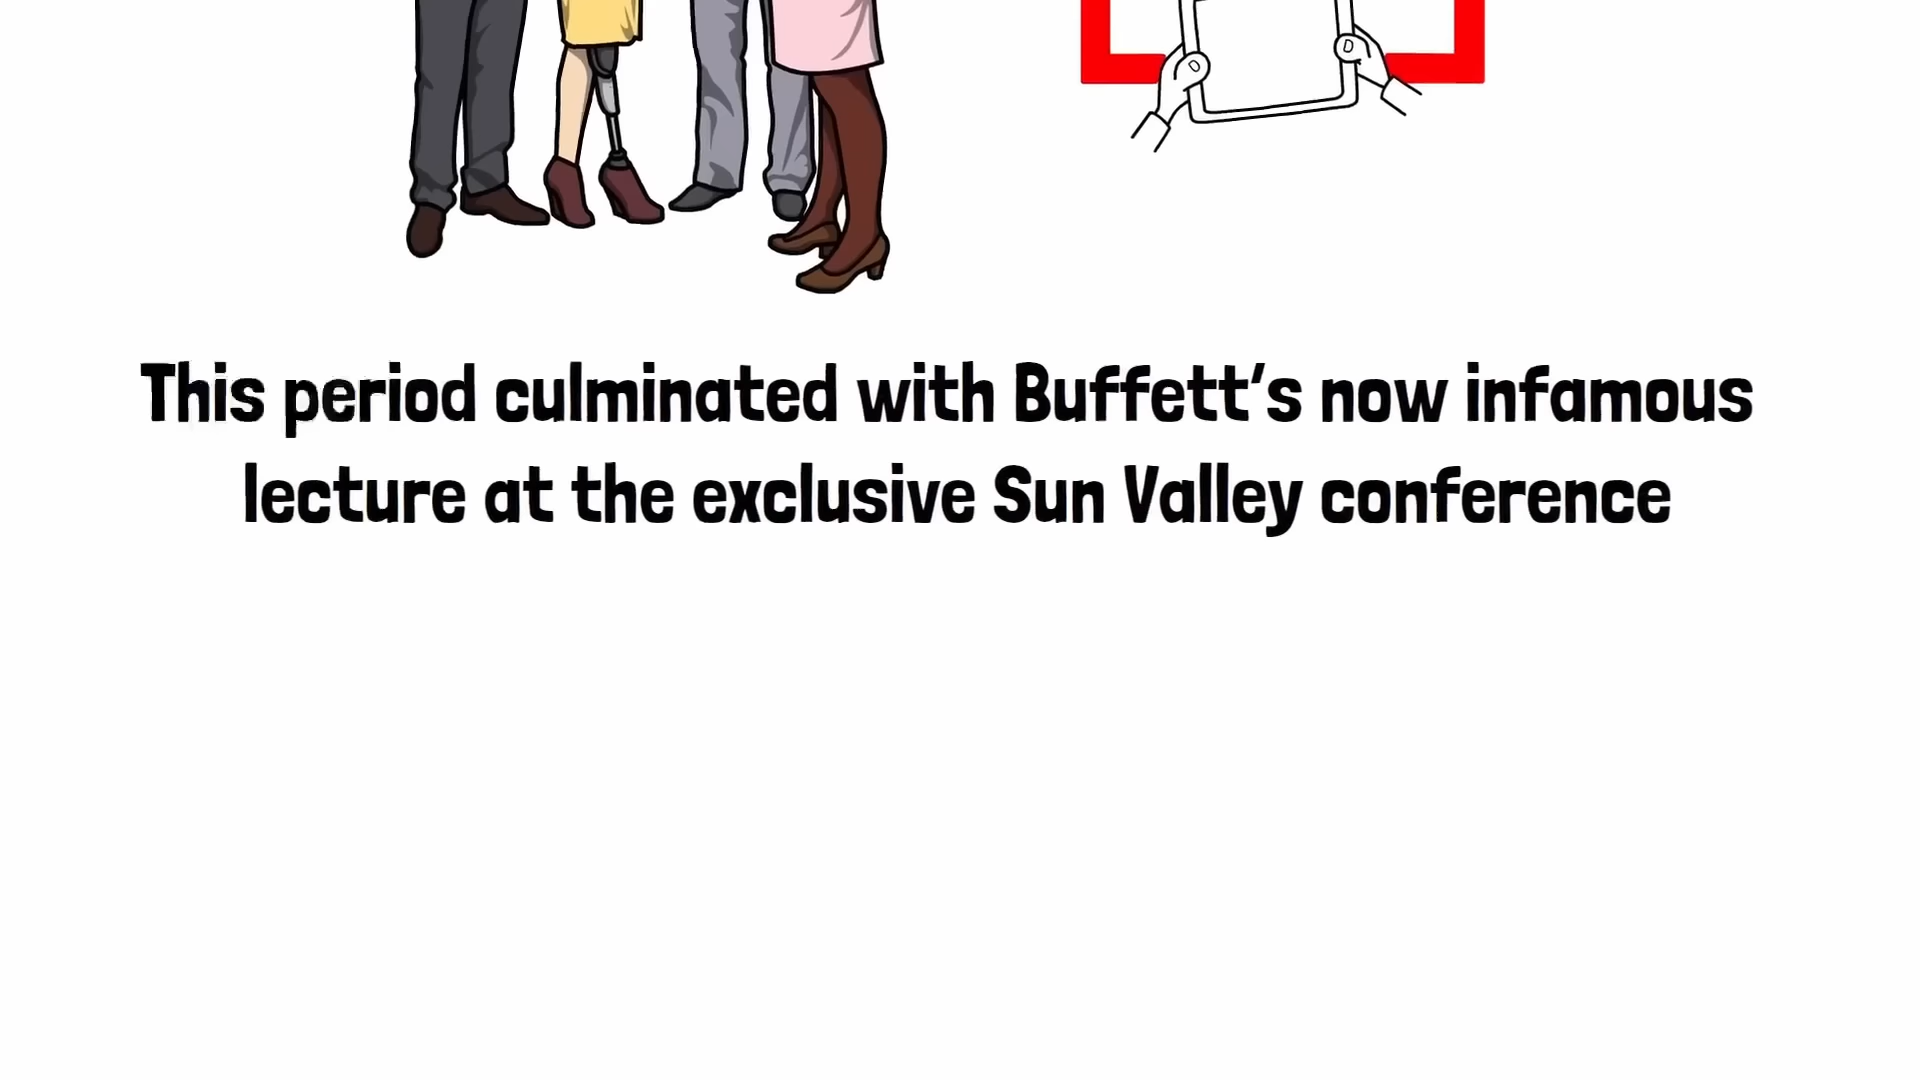 This period culminated with Buffett's now infamous
lecture at the exclusive Sun Valley conference